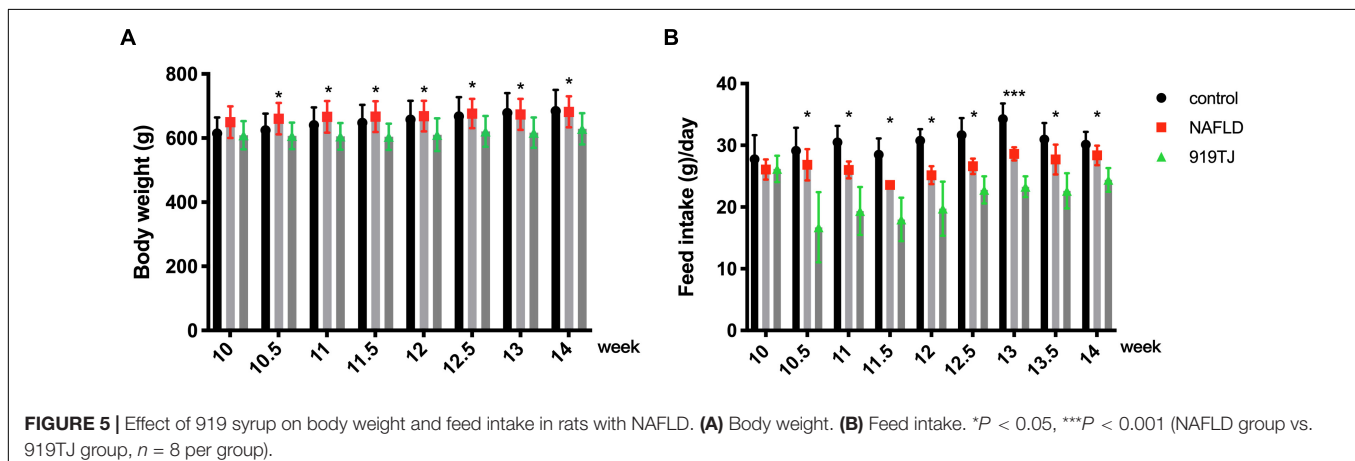 A
B
Body weight (g)
800
600
400
200
0
* * * * * * *
10 10.5 11 11.5 12 12.5 13 14 week
Feed intake (g)/day
40
30
20
10
0
* * * * * *** * *
10 10.5 11 11.5 12 12.5 13 13.5 14 week
control
NAFLD
919TJ
FIGURE 5 | Effect of 919 syrup on body weight and feed intake in rats with NAFLD. (A) Body weight. (B) Feed intake. *P < 0.05, ***P < 0.001 (NAFLD group vs.
919TJ group, n = 8 per group).